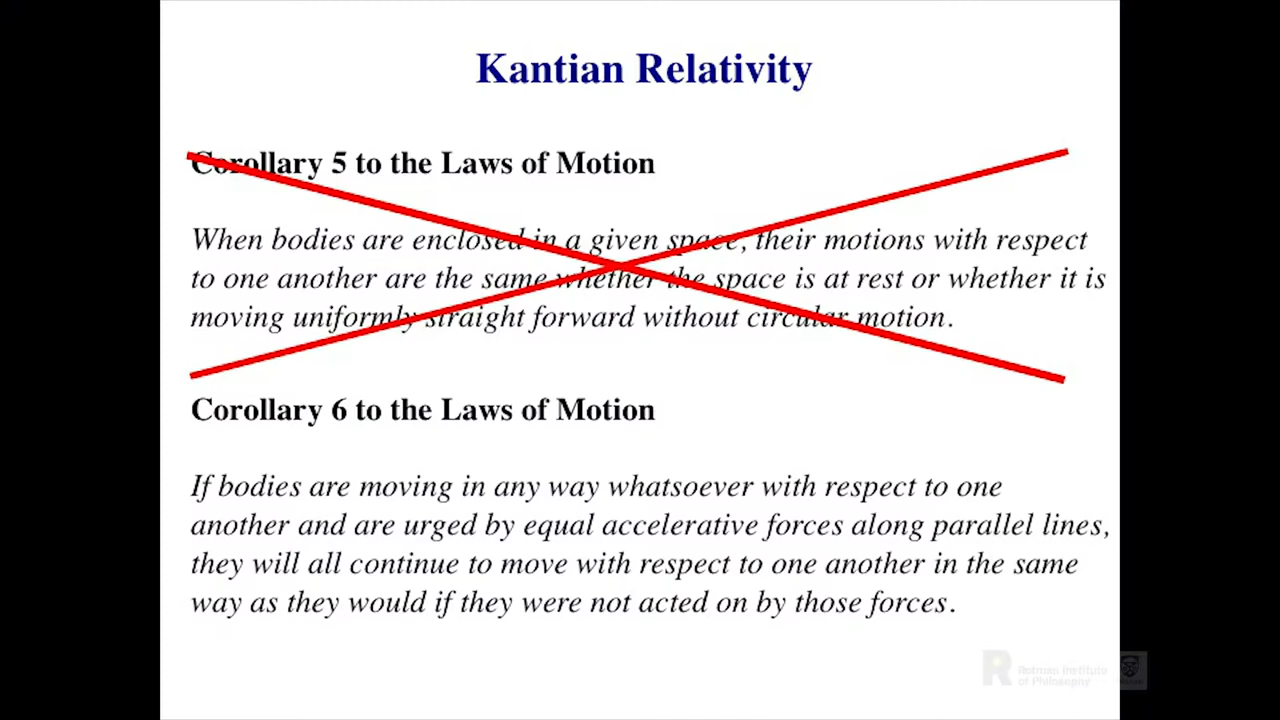 Kantian Relativity
Corollary 5 to the Laws of Motion
When bodies are enclosed in a given space, their motions with respect
to one another are the same whether the space is at rest or whether it is
moving uniformly straight forward without circular motion.
Corollary 6 to the Laws of Motion
If bodies are moving in any way whatsoever with respect to one
another and are urged by equal accelerative forces along parallel lines,
they will all continue to move with respect to one another in the same
way as they would if they were not acted on by those forces.
Rotman Institute
of Philosophy